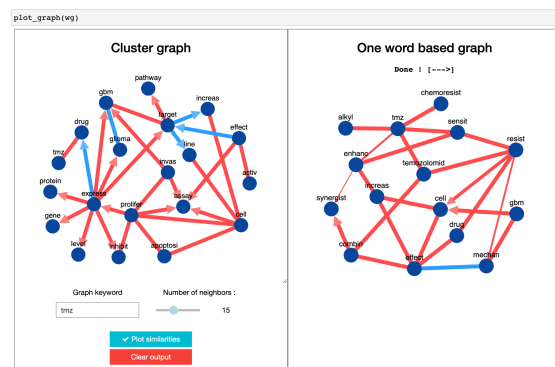 plot_graph(wg)
Cluster graph
pathway
gbm
increas
target
drug
effect
glioma
line
tmz
invas
activ
protein
express
assay
prolifer
gene
cell
level
inhibit
apoptosi
Graph keyword
Number of neighbors :
tmz
15
✔ Plot similarities
Clear output
One word based graph
Done ! [--->]
chemoresist
alkyl
tmz
sensit
resist
enhanc
temozolomid
increas
synergist
cell
gbm
drug
combin
effect
mechan